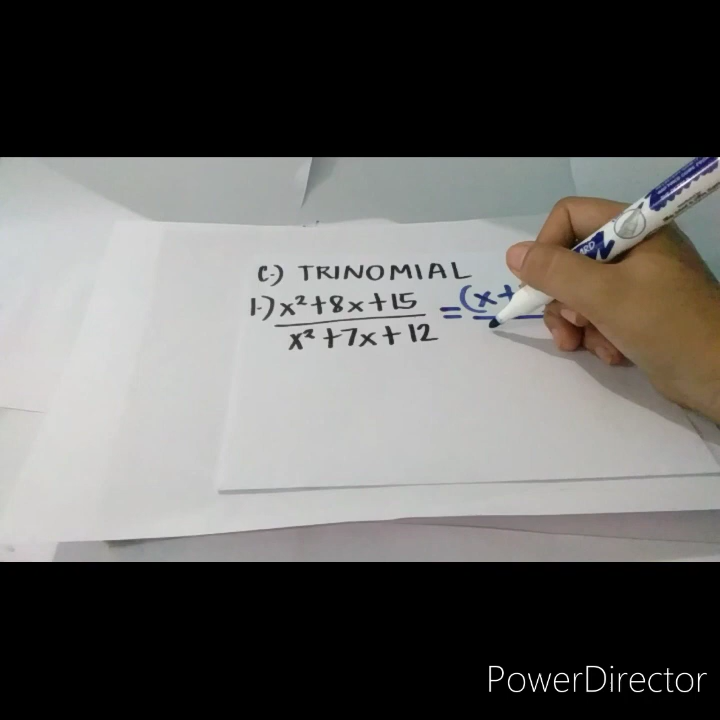 C.) TRINOMIAL
1.) x²+8x+15 = (x+
x²+7x+12
PowerDirector